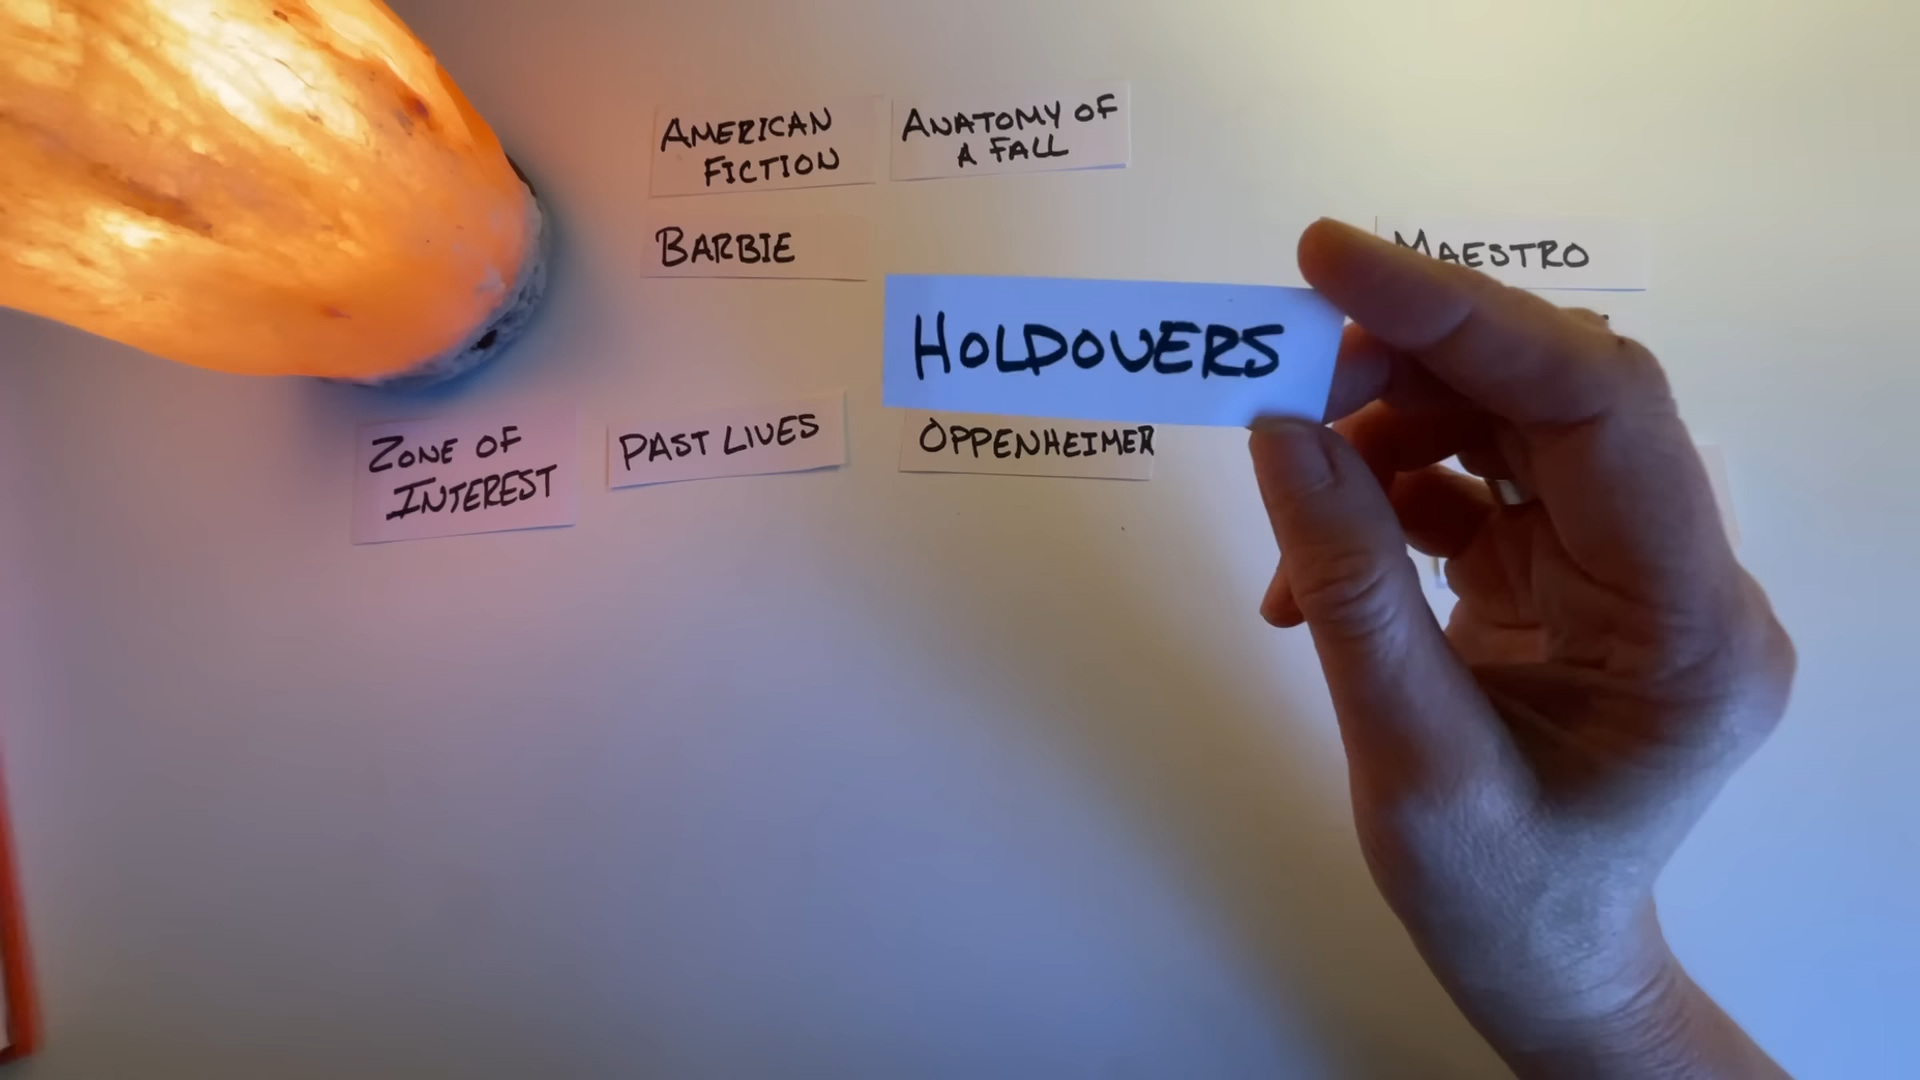 AMERICAN
FICTION
ANATOMY OF
A FALL
BARBIE
MAESTRO
HOLDOVERS
ZONE OF
INTEREST
PAST LIVES
OPPENHEIMER